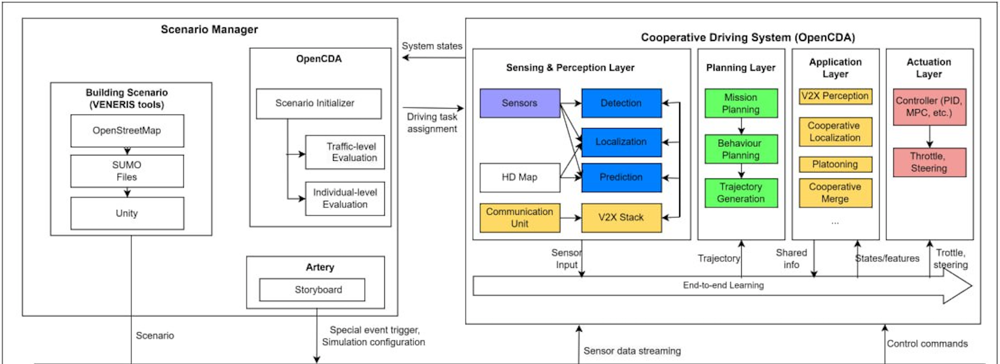 Scenario Manager
Building Scenario
(VENERIS tools)
OpenStreetMap
SUMO
Files
Unity
OpenCDA
Scenario Initializer
Traffic-level
Evaluation
Individual-level
Evaluation
Artery
Storyboard
Scenario
Special event trigger,
Simulation configuration
System states
Driving task
assignment
Cooperative Driving System (OpenCDA)
Sensing & Perception Layer
Sensors
HD Map
Communication
Unit
Detection
Localization
Prediction
V2X Stack
Planning Layer
Mission
Planning
Behaviour
Planning
Trajectory
Generation
Application
Layer
V2X Perception
Cooperative
Localization
Platooning
Cooperative
Merge
...
Actuation
Layer
Controller (PID,
MPC, etc.)
Throttle,
Steering
Sensor
Input
Trajectory
Shared
info
States/features
Trottle,
steering
End-to-end Learning
Sensor data streaming
Control commands